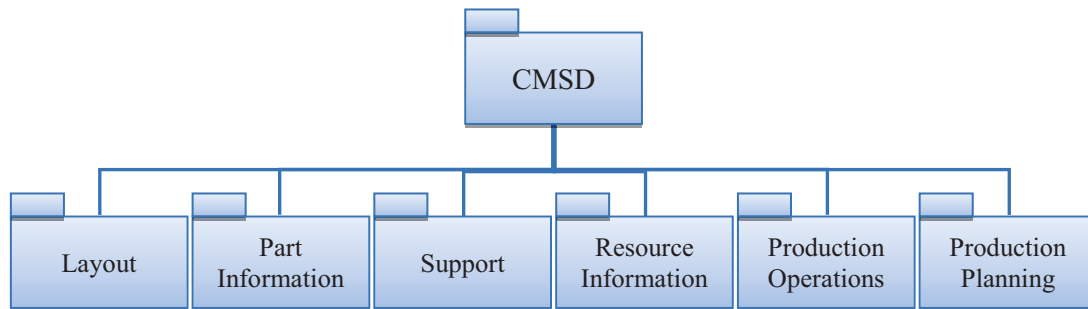 CMSD
Layout
Part
Information
Support
Resource
Information
Production
Operations
Production
Planning